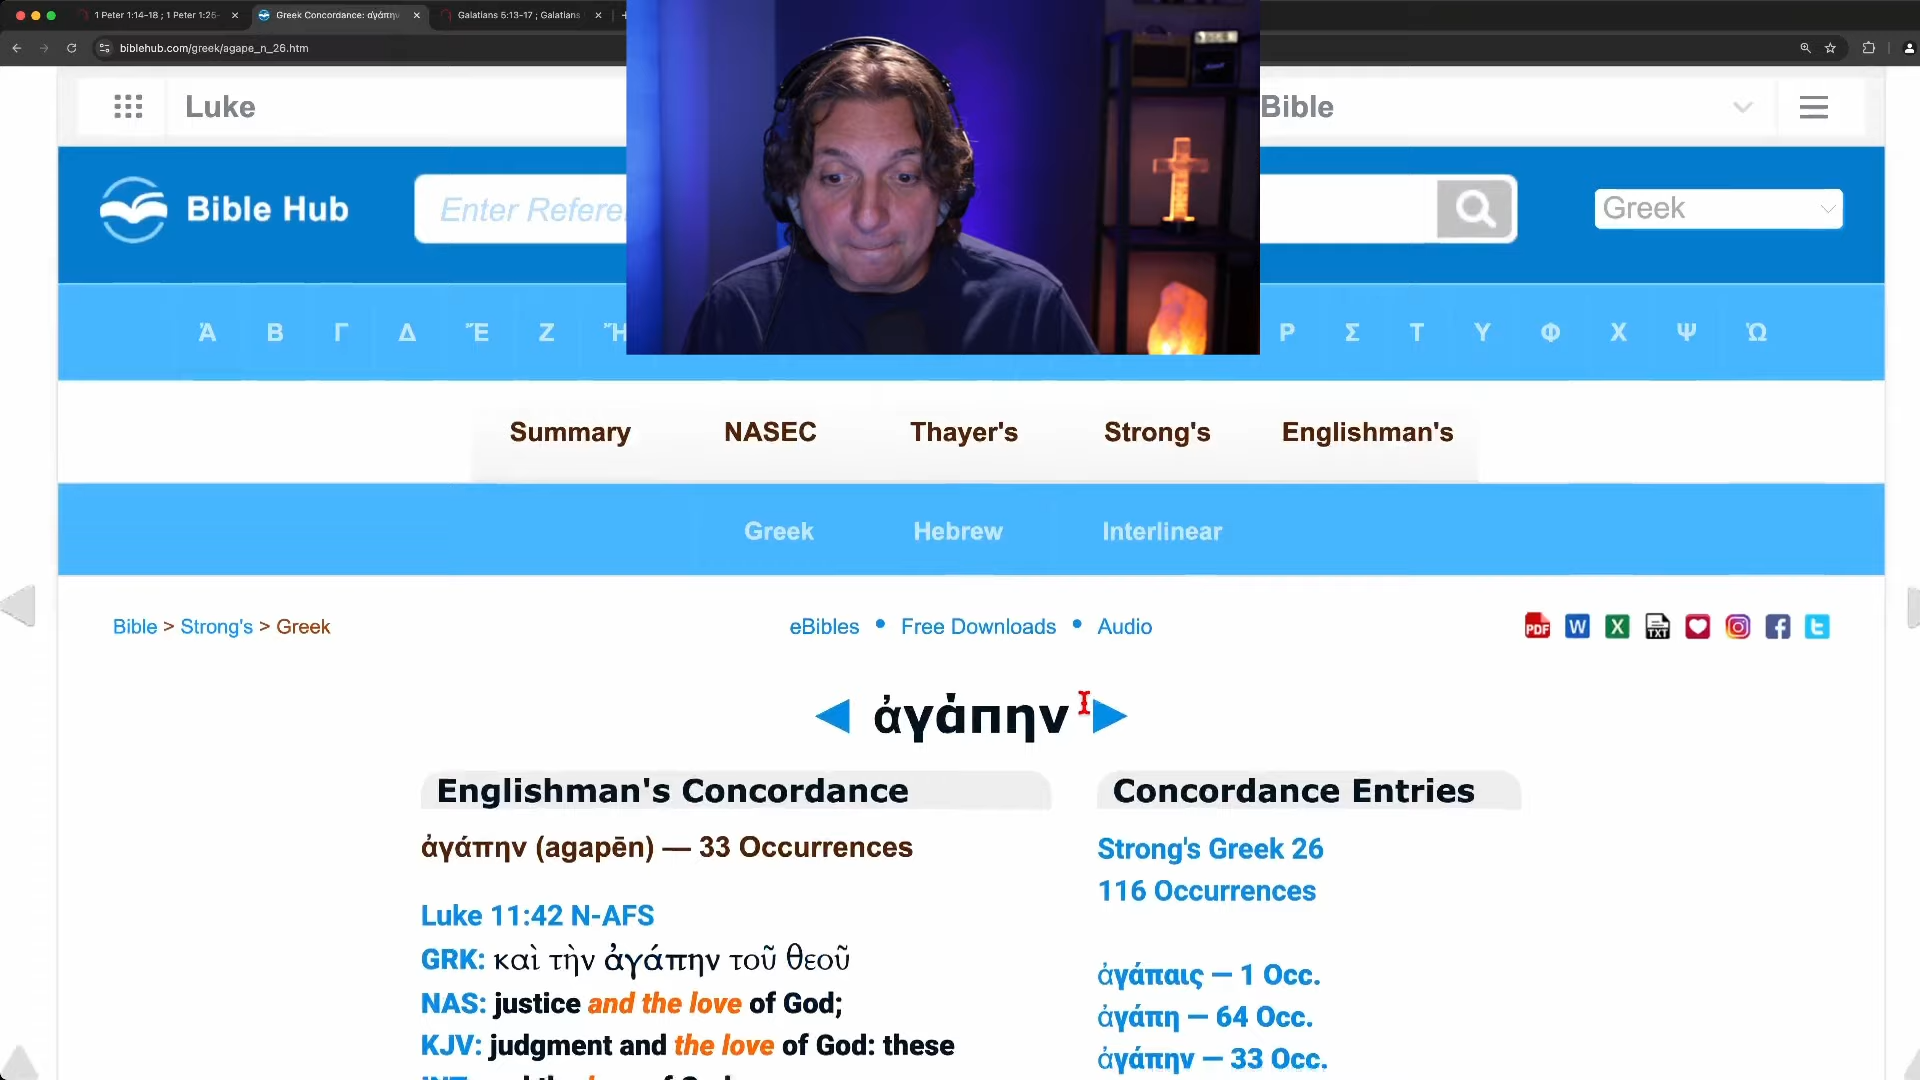 1 Peter 1:14-18 ; 1 Peter 1:25-
Greek Concordance: ἀγάπην
Galatians 5:13-17 ; Galatians
biblehub.com/greek/agape_n_26.htm
Luke
Bible
Bible Hub
Enter Refere
Greek
Ἀ Β Γ Δ Ἔ Ζ Ἤ Ρ Σ Τ Υ Φ Χ Ψ Ὠ
Summary NASEC Thayer's Strong's Englishman's
Greek Hebrew Interlinear
Bible > Strong's > Greek
eBibles • Free Downloads • Audio
PDF W X TXT
◀ ἀγάπην ▶
Englishman's Concordance
ἀγάπην (agapēn) — 33 Occurrences
Luke 11:42 N-AFS
GRK: καὶ τὴν ἀγάπην τοῦ θεοῦ
NAS: justice and the love of God;
KJV: judgment and the love of God: these
Concordance Entries
Strong's Greek 26
116 Occurrences
ἀγάπαις — 1 Occ.
ἀγάπη — 64 Occ.
ἀγάπην — 33 Occ.